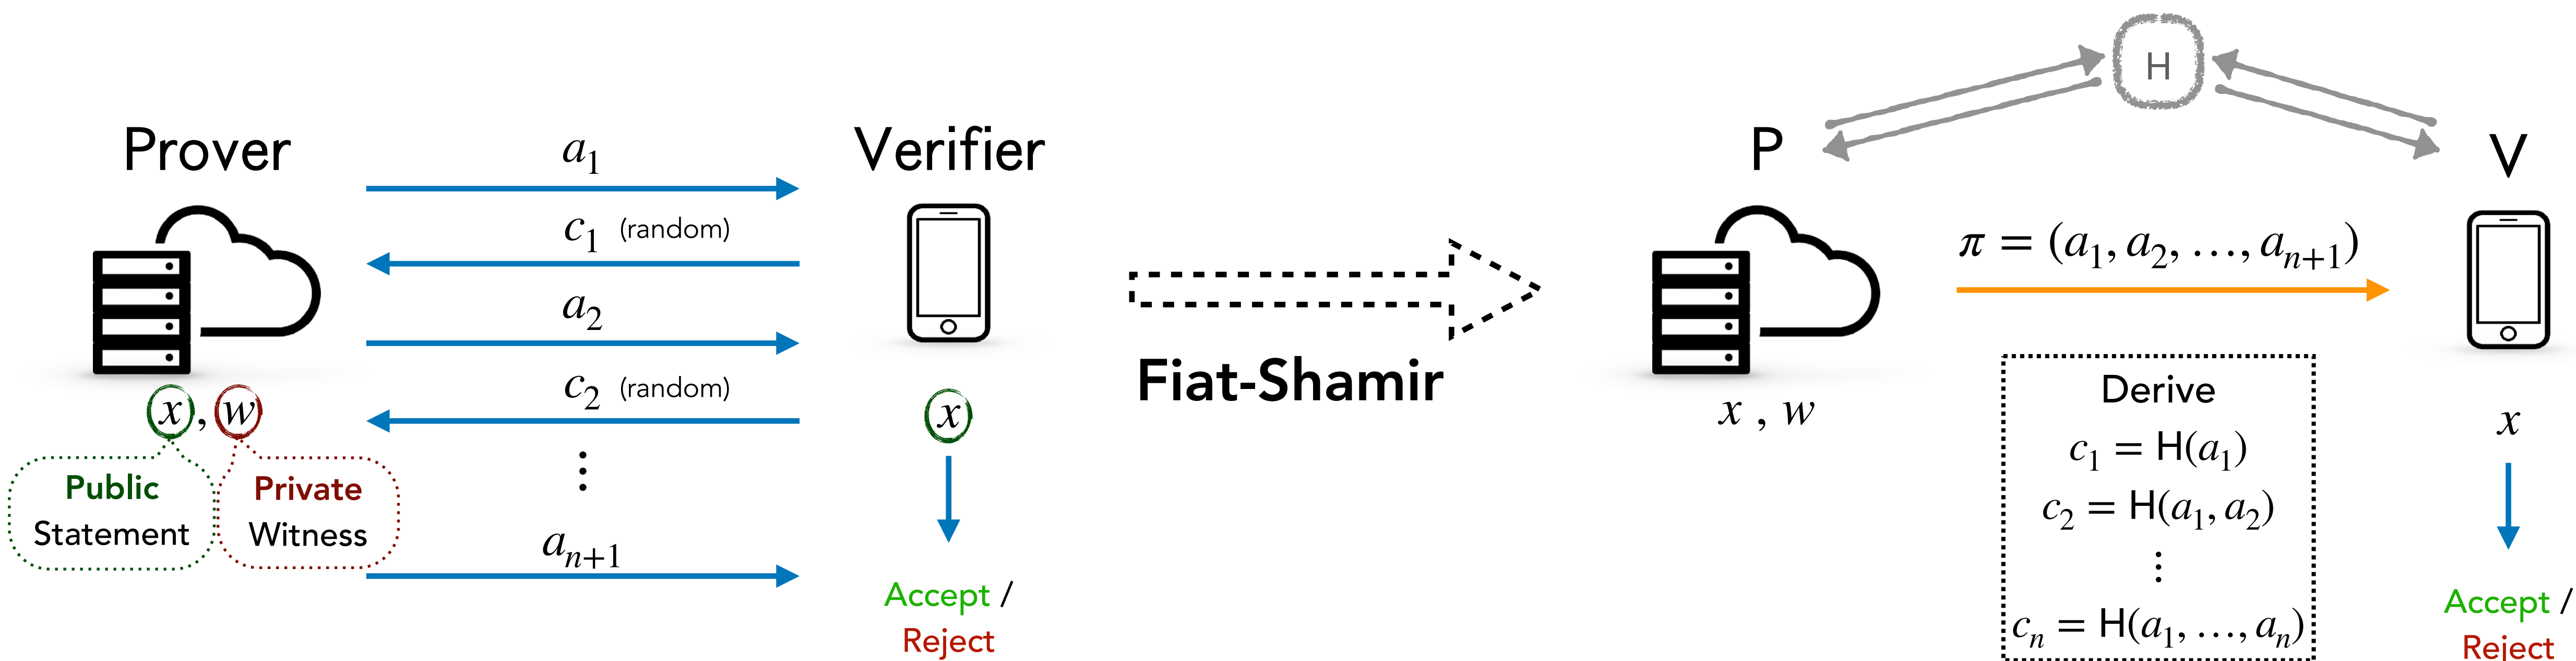 Prover
a₁
Verifier
c₁ (random)
a₂
c₂ (random)
⋮
aₙ₊₁
x , w
Public
Statement
Private
Witness
x
Accept /
Reject
Fiat-Shamir
H
P
V
π = (a₁, a₂, …, aₙ₊₁)
x , w
Derive
c₁ = H(a₁)
c₂ = H(a₁, a₂)
⋮
cₙ = H(a₁, …, aₙ)
x
Accept /
Reject